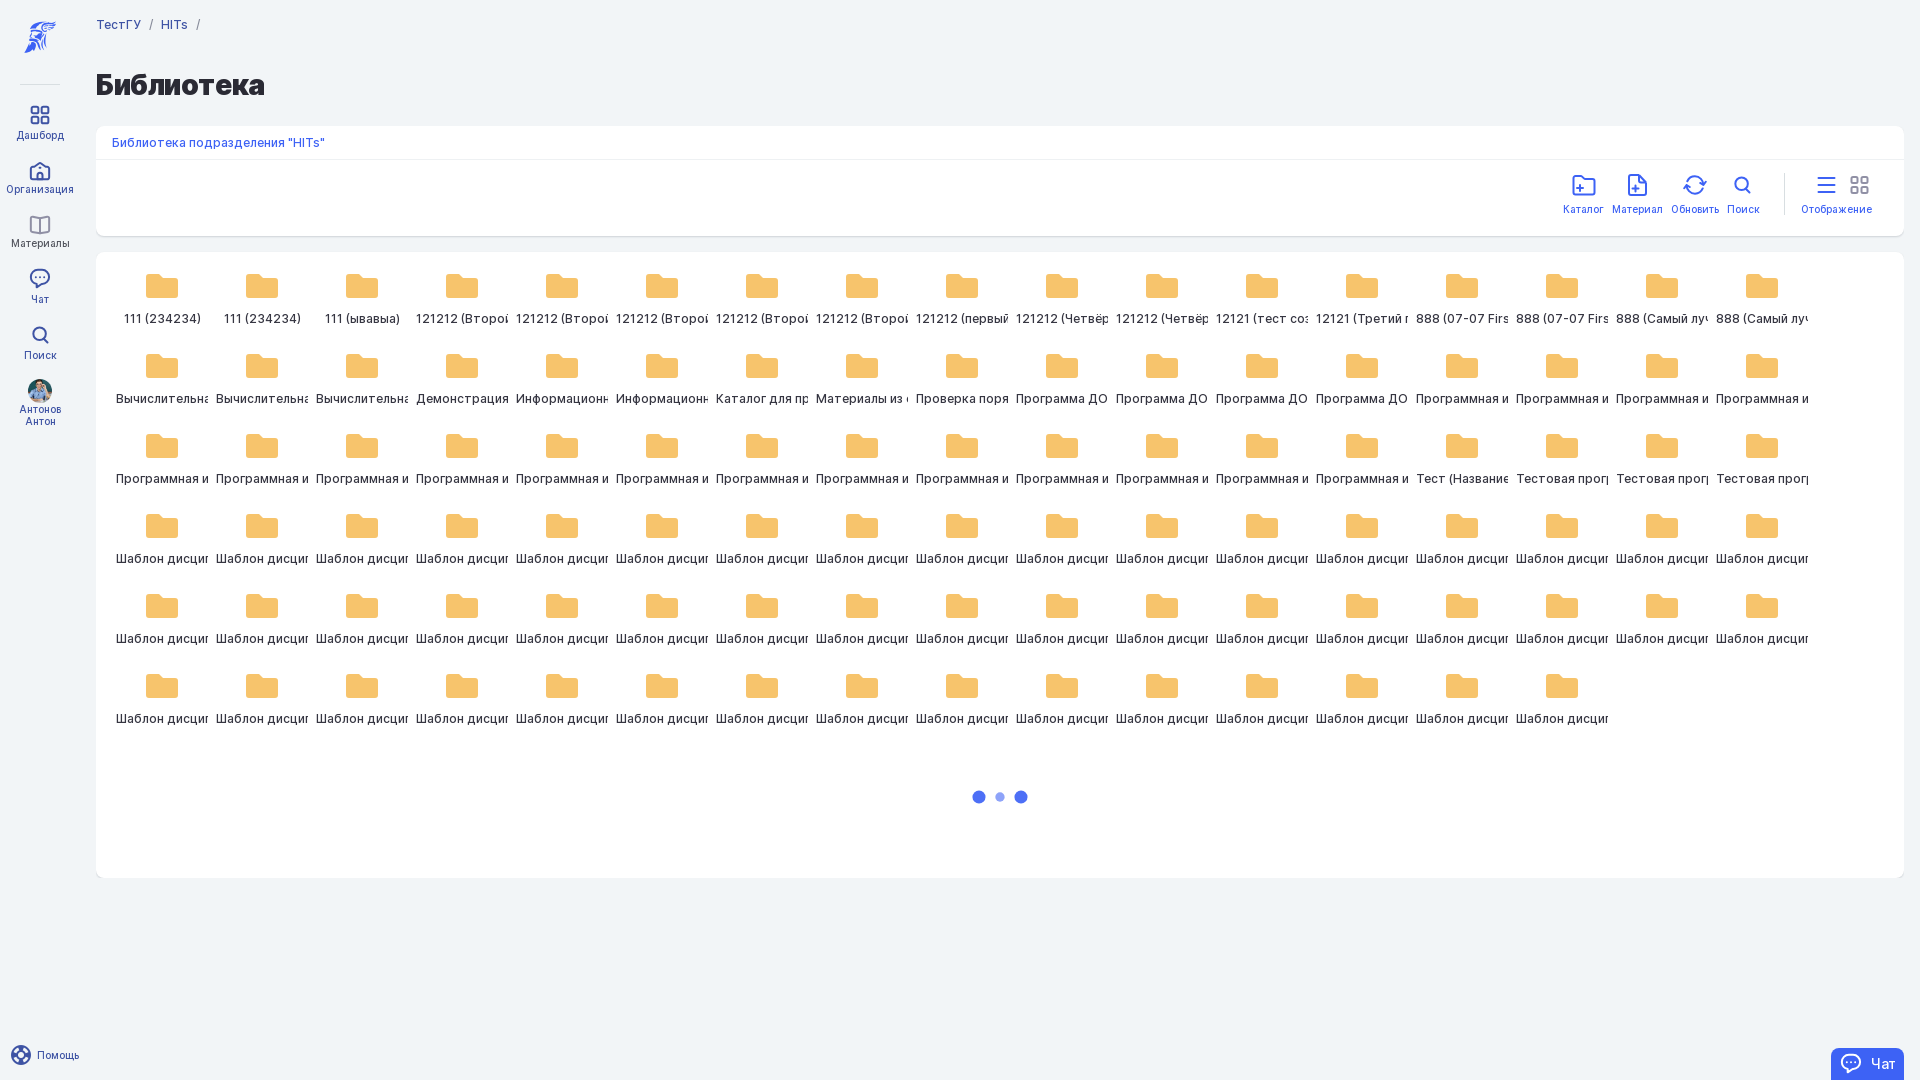 ТестГУ / HITs /
Библиотека
Библиотека подразделения "HITs"
Каталог Материал Обновить Поиск Отображение
Дашборд
Организация
Материалы
Чат
Поиск
Антонов
Антон
111 (234234) 111 (234234) 111 (ывавыа) 121212 (Второй 121212 (Второй 121212 (Второй 121212 (Второй 121212 (Второй 121212 (первый 121212 (Четвёр 121212 (Четвёр 12121 (тест соз 12121 (Третий п 888 (07-07 Firs 888 (07-07 Firs 888 (Самый луч 888 (Самый луч
Вычислительна Вычислительна Вычислительна Демонстрация Информационн Информационн Каталог для пр Материалы из с Проверка поря Программа ДО Программа ДО Программа ДО Программа ДО Программная и Программная и Программная и Программная и
Программная и Программная и Программная и Программная и Программная и Программная и Программная и Программная и Программная и Программная и Программная и Программная и Программная и Тест (Название Тестовая прогр Тестовая прогр Тестовая прогр
Шаблон дисцип Шаблон дисцип Шаблон дисцип Шаблон дисцип Шаблон дисцип Шаблон дисцип Шаблон дисцип Шаблон дисцип Шаблон дисцип Шаблон дисцип Шаблон дисцип Шаблон дисцип Шаблон дисцип Шаблон дисцип Шаблон дисцип Шаблон дисцип Шаблон дисцип
Шаблон дисцип Шаблон дисцип Шаблон дисцип Шаблон дисцип Шаблон дисцип Шаблон дисцип Шаблон дисцип Шаблон дисцип Шаблон дисцип Шаблон дисцип Шаблон дисцип Шаблон дисцип Шаблон дисцип Шаблон дисцип Шаблон дисцип Шаблон дисцип Шаблон дисцип
Шаблон дисцип Шаблон дисцип Шаблон дисцип Шаблон дисцип Шаблон дисцип Шаблон дисцип Шаблон дисцип Шаблон дисцип Шаблон дисцип Шаблон дисцип Шаблон дисцип Шаблон дисцип Шаблон дисцип Шаблон дисцип Шаблон дисцип
Помощь
Чат